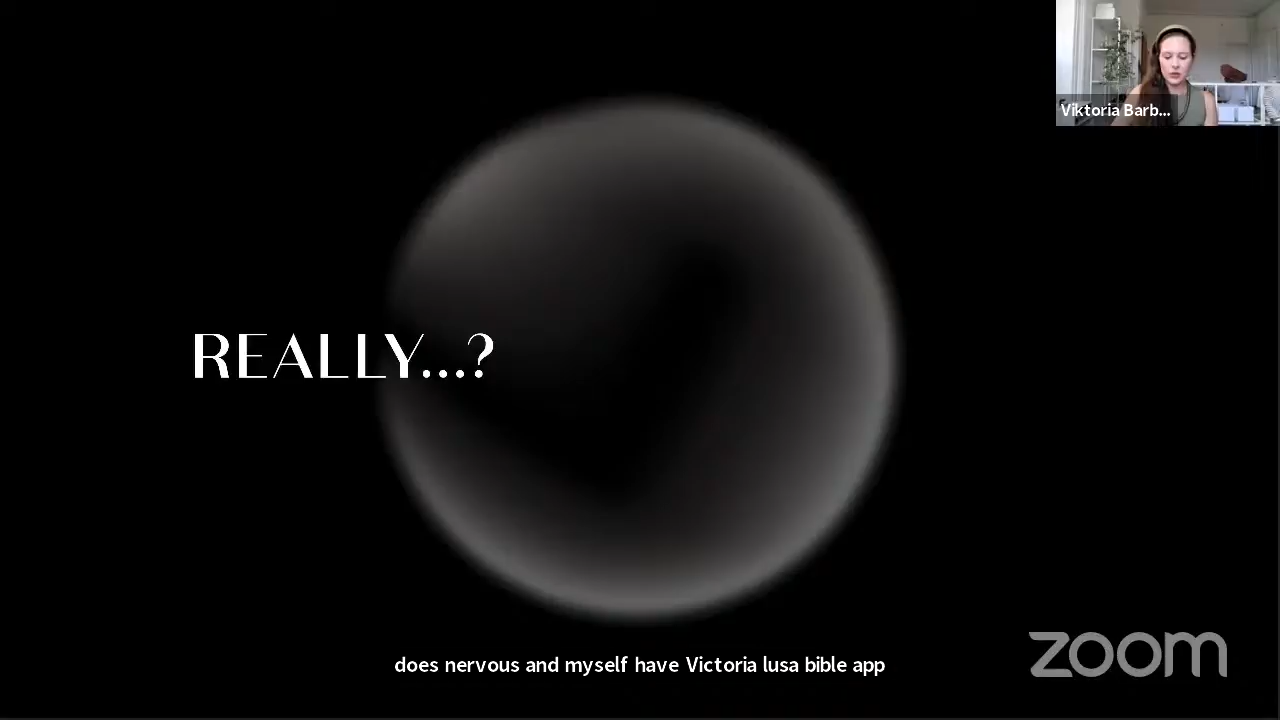 Viktoria Barb...
REALLY...?
does nervous and myself have Victoria lusa bible app
zoom